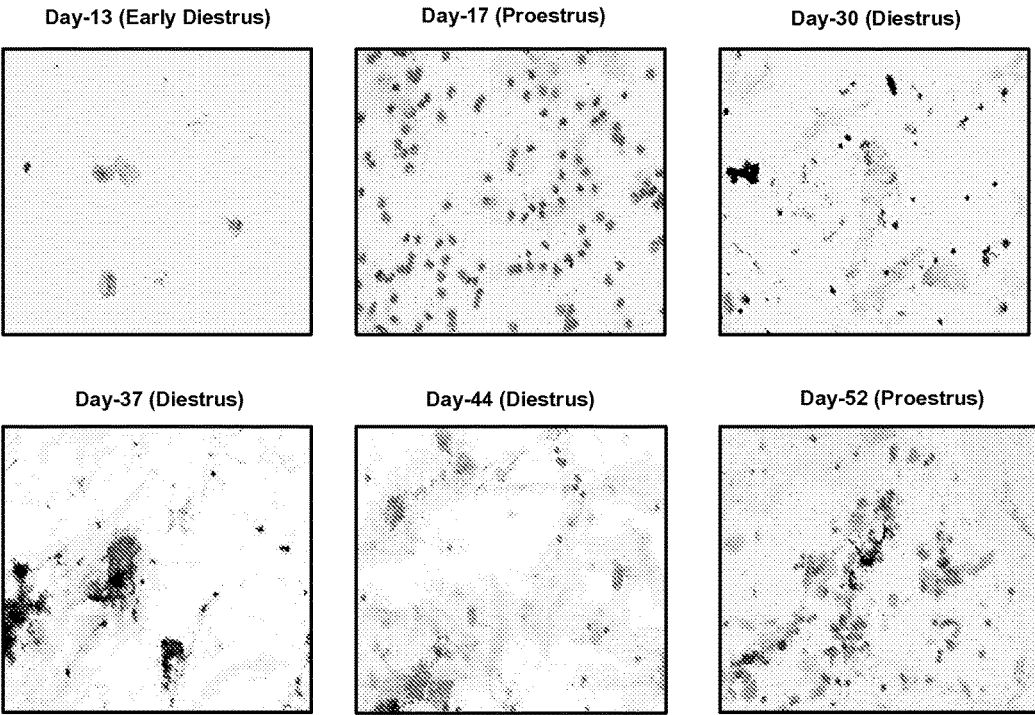 Day-13 (Early Diestrus)
Day-17 (Proestrus)
Day-30 (Diestrus)
Day-37 (Diestrus)
Day-44 (Diestrus)
Day-52 (Proestrus)